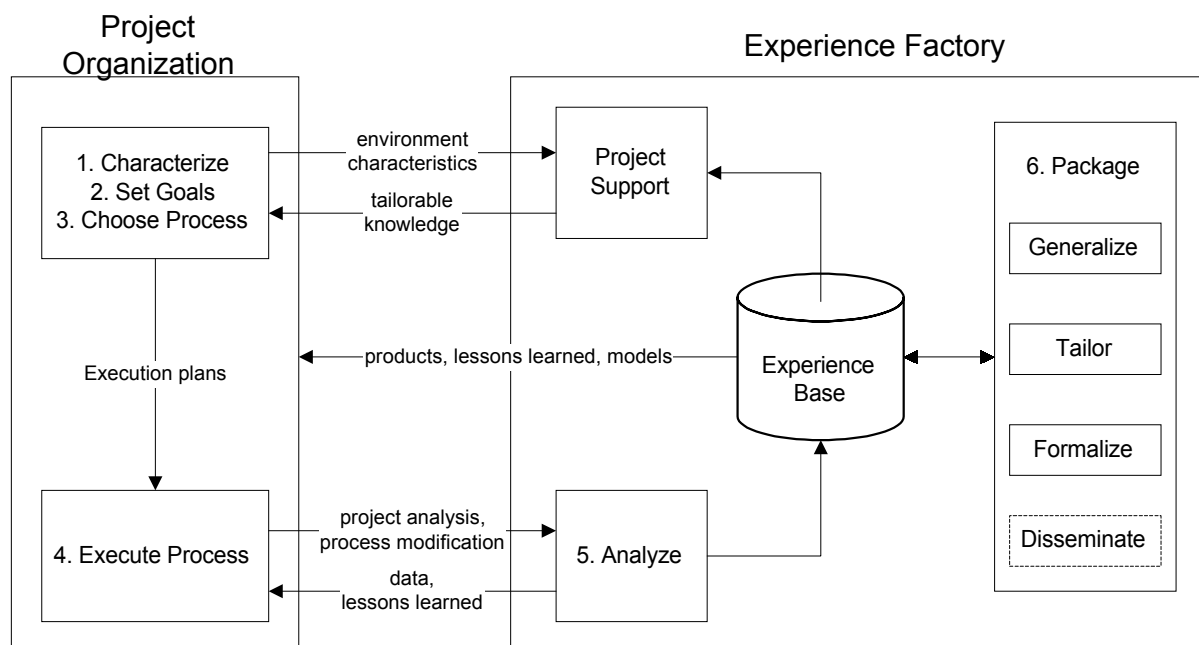 Project
Organization
Experience Factory
1. Characterize
2. Set Goals
3. Choose Process
environment
characteristics
tailorable
knowledge
Project
Support
6. Package
Generalize
Tailor
Formalize
Disseminate
Execution plans
products, lessons learned, models
Experience
Base
4. Execute Process
project analysis,
process modification
data,
lessons learned
5. Analyze